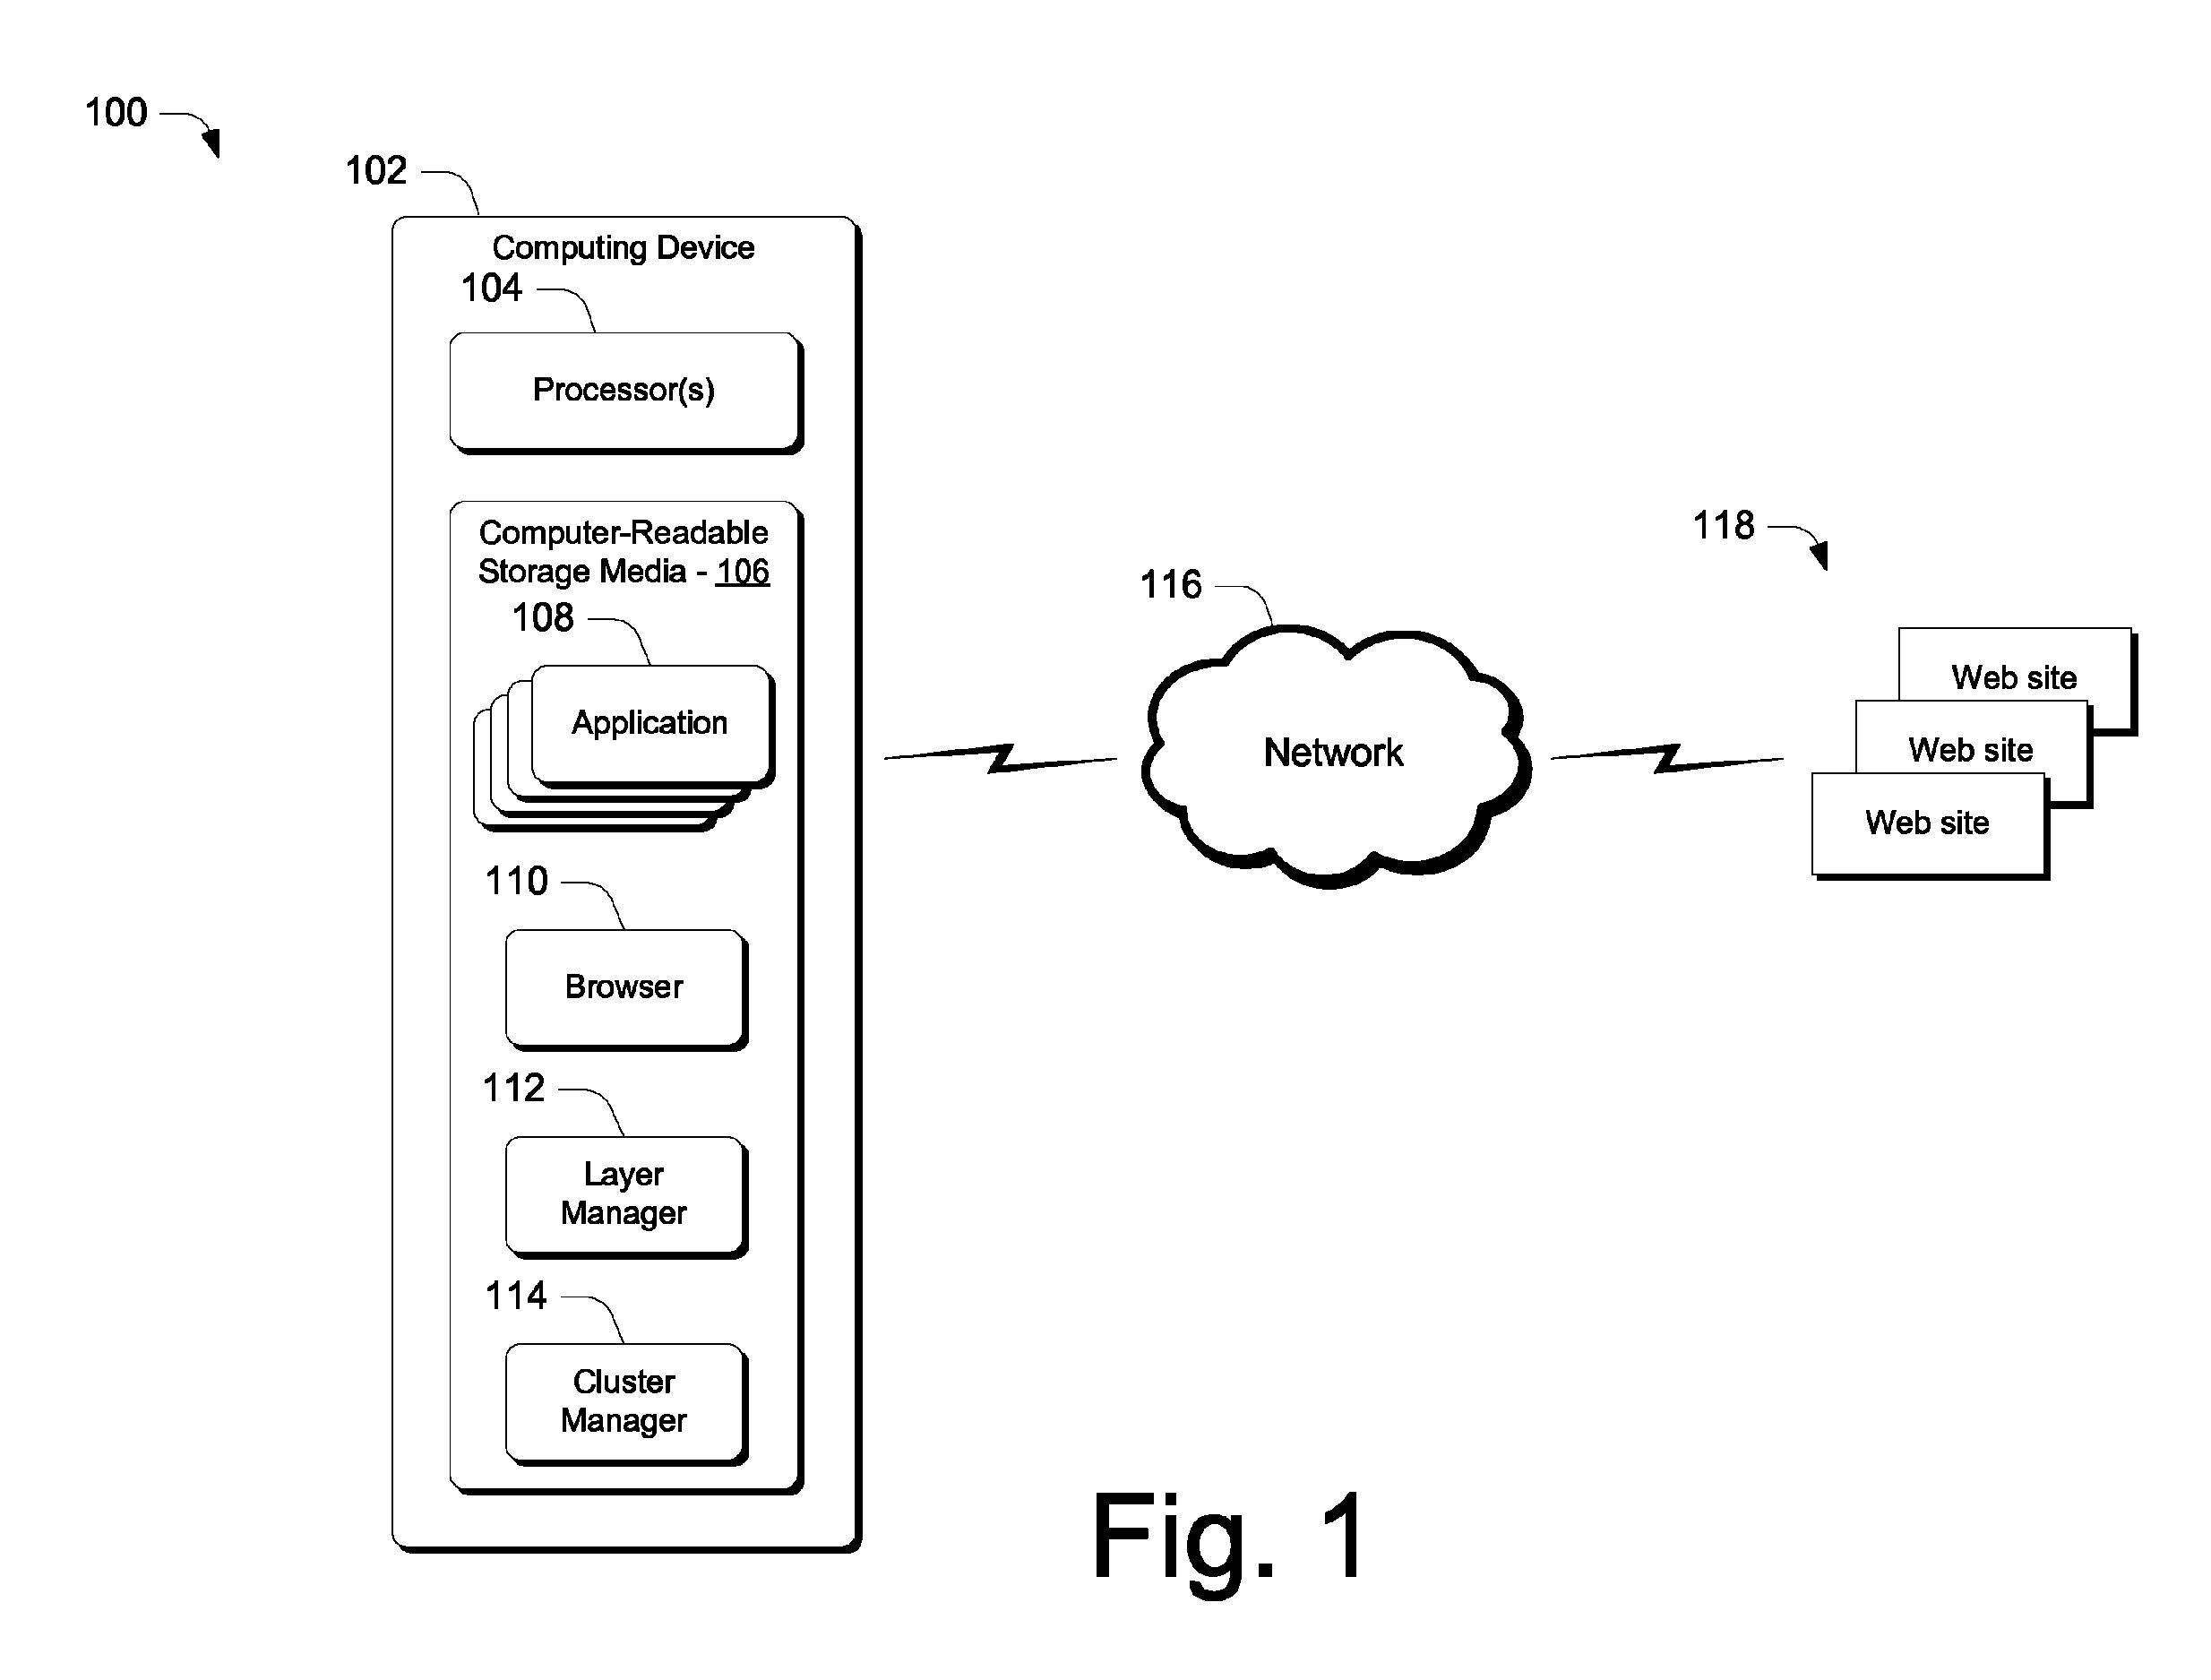 100
102
Computing Device
104
Processor(s)
Computer-Readable
Storage Media - 106
108
Application
110
Browser
112
Layer
Manager
114
Cluster
Manager
116
Network
118
Web site
Web site
Web site
Fig. 1